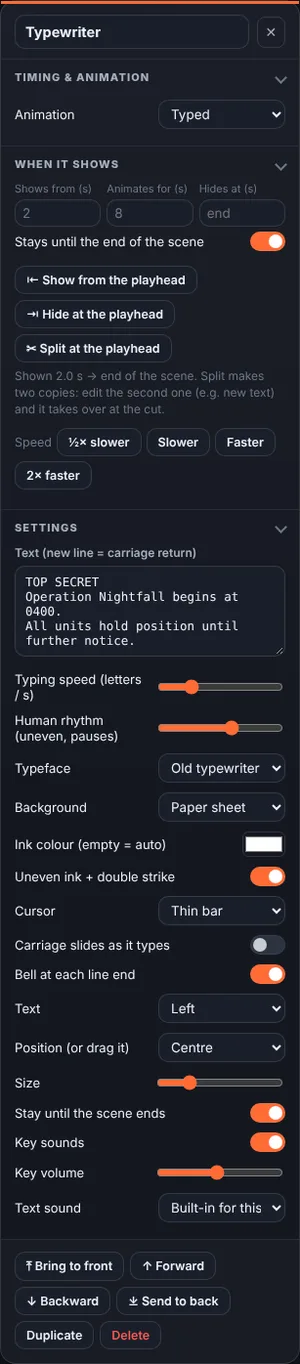 Typewriter
TIMING & ANIMATION
Animation Typed
WHEN IT SHOWS
Shows from (s) Animates for (s) Hides at (s)
2 8 end
Stays until the end of the scene
⇤ Show from the playhead
⇥ Hide at the playhead
✂ Split at the playhead
Shown 2.0 s → end of the scene. Split makes
two copies: edit the second one (e.g. new text)
and it takes over at the cut.
Speed ½× slower Slower Faster
2× faster
SETTINGS
Text (new line = carriage return)
TOP SECRET
Operation Nightfall begins at
0400.
All units hold position until
further notice.
Typing speed (letters
/ s)
Human rhythm
(uneven, pauses)
Typeface Old typewriter
Background Paper sheet
Ink colour (empty = auto)
Uneven ink + double strike
Cursor Thin bar
Carriage slides as it types
Bell at each line end
Text Left
Position (or drag it) Centre
Size
Stay until the scene ends
Key sounds
Key volume
Text sound Built-in for this
⤒ Bring to front ↑ Forward
↓ Backward ⤓ Send to back
Duplicate Delete